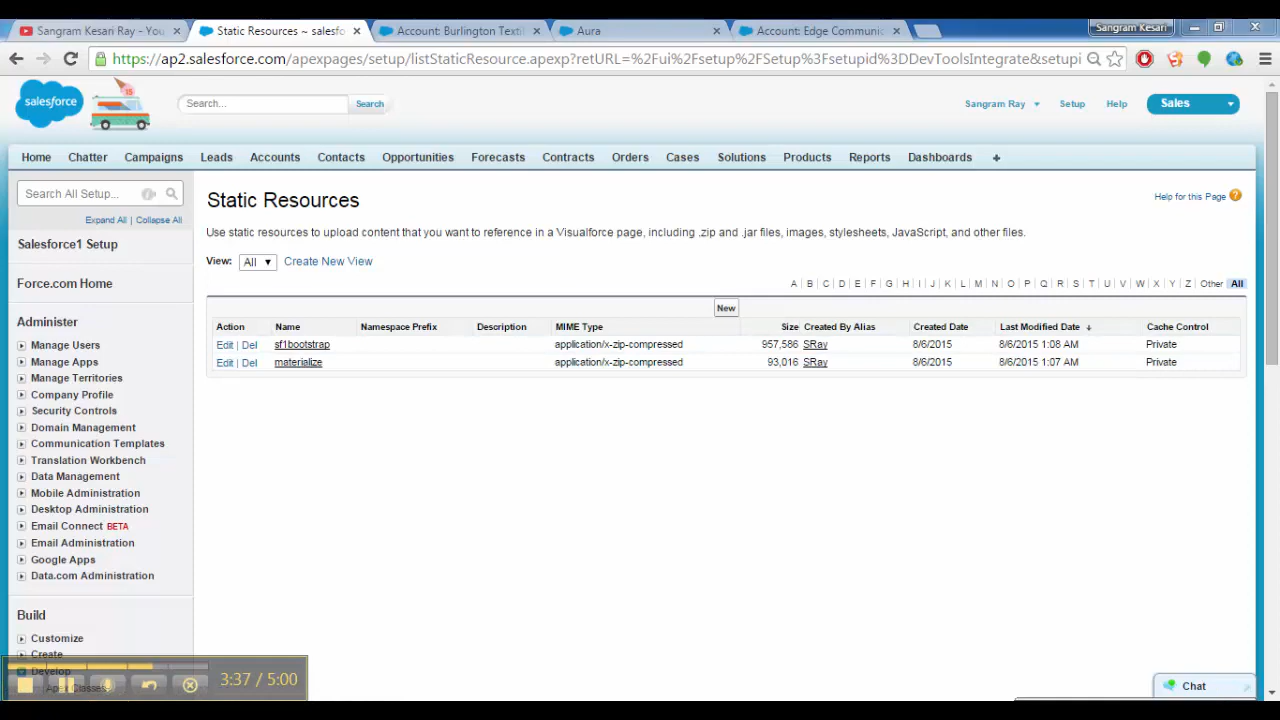 Sangram Kesari Ray - You
Static Resources ~ salesfo
Account: Burlington Textil
Aura
Account: Edge Communic
Sangram Kesari
https://ap2.salesforce.com/apexpages/setup/listStaticResource.apexp?retURL=%2Fui%2Fsetup%2FSetup%3Fsetupid%3DDevToolsIntegrate&setupi
salesforce
15
Search...
Search
Sangram Ray
Setup
Help
Sales
Home
Chatter
Campaigns
Leads
Accounts
Contacts
Opportunities
Forecasts
Contracts
Orders
Cases
Solutions
Products
Reports
Dashboards
+
Search All Setup...
Expand All | Collapse All
Salesforce1 Setup
Force.com Home
Administer
Manage Users
Manage Apps
Manage Territories
Company Profile
Security Controls
Domain Management
Communication Templates
Translation Workbench
Data Management
Mobile Administration
Desktop Administration
Email Connect BETA
Email Administration
Google Apps
Data.com Administration
Build
Customize
Create
Develop
Apex Classes
Static Resources
Help for this Page ?
Use static resources to upload content that you want to reference in a Visualforce page, including .zip and .jar files, images, stylesheets, JavaScript, and other files.
View: All Create New View
A | B | C | D | E | F | G | H | I | J | K | L | M | N | O | P | Q | R | S | T | U | V | W | X | Y | Z | Other All
New
Action Name Namespace Prefix Description MIME Type Size Created By Alias Created Date Last Modified Date Cache Control
Edit | Del sf1bootstrap application/x-zip-compressed 957,586 SRay 8/6/2015 8/6/2015 1:08 AM Private
Edit | Del materialize application/x-zip-compressed 93,016 SRay 8/6/2015 8/6/2015 1:07 AM Private
3:37 / 5:00
Chat